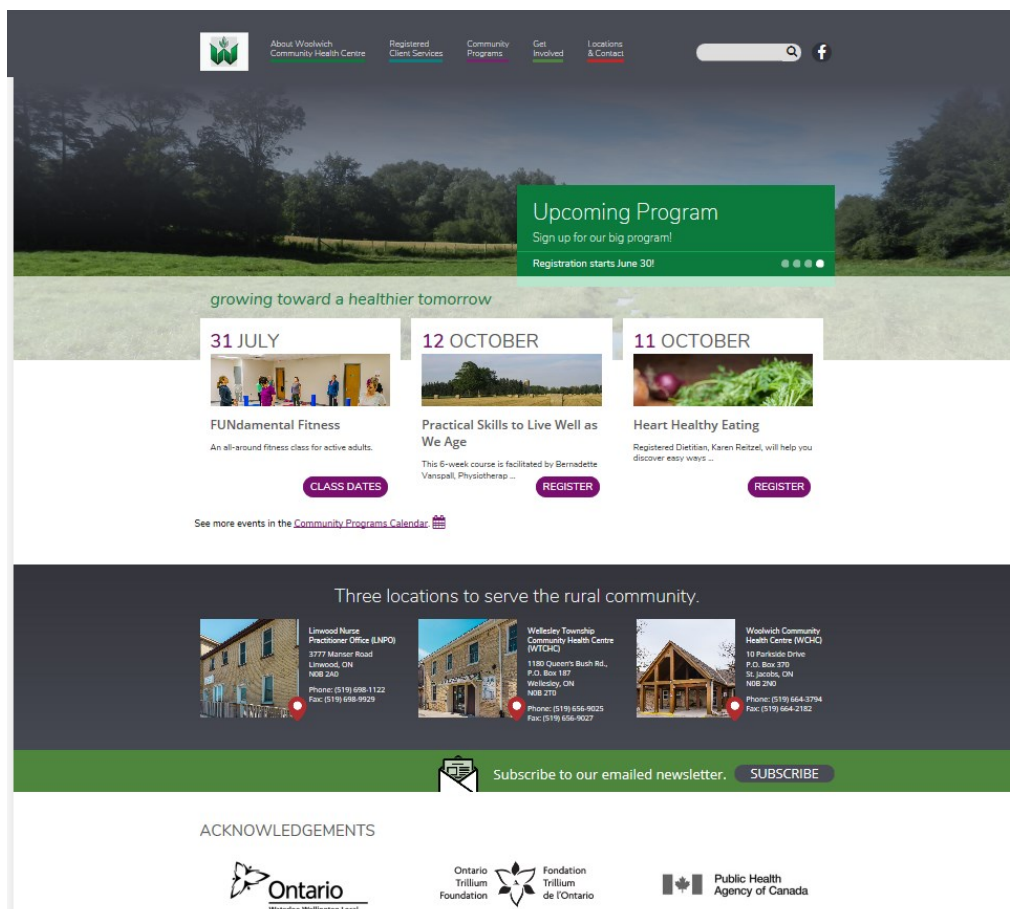 About Woolwich
Community Health Centre
Registered
Client Services
Community
Programs
Get
Involved
Locations
& Contact
Upcoming Program
Sign up for our big program!
Registration starts June 30!
growing toward a healthier tomorrow
31 JULY
FUNdamental Fitness
An all-around fitness class for active adults.
CLASS DATES
12 OCTOBER
Practical Skills to Live Well as
We Age
This 6-week course is facilitated by Bernadette
Vanspall, Physiotherap ...
REGISTER
11 OCTOBER
Heart Healthy Eating
Registered Dietitian, Karen Reitzel, will help you
discover easy ways ...
REGISTER
See more events in the Community Programs Calendar.
Three locations to serve the rural community.
Linwood Nurse
Practitioner Office (LNPO)
3777 Manser Road
Linwood, ON
N0B 2A0
Phone: (519) 698-1122
Fax: (519) 698-9929
Wellesley Township
Community Health Centre
(WTCHC)
1180 Queen's Bush Rd.,
P.O. Box 187
Wellesley, ON
N0B 2T0
Phone: (519) 656-9025
Fax: (519) 656-9027
Woolwich Community
Health Centre (WCHC)
10 Parkside Drive
P.O. Box 370
St. Jacobs, ON
N0B 2N0
Phone: (519) 664-3794
Fax: (519) 664-2182
Subscribe to our emailed newsletter.
SUBSCRIBE
ACKNOWLEDGEMENTS
Ontario
Waterloo Wellington Local
Ontario
Trillium
Foundation
Fondation
Trillium
de l'Ontario
Public Health
Agency of Canada